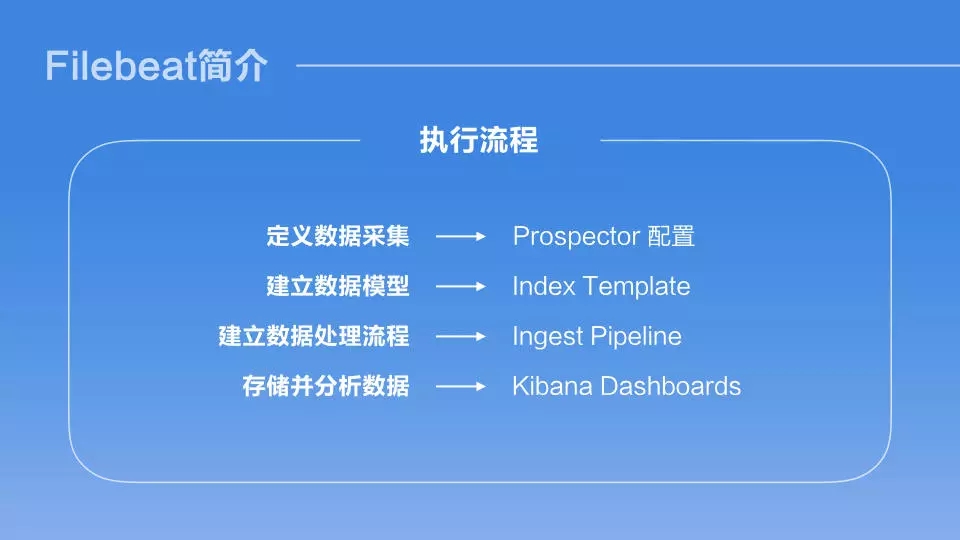 Filebeat简介
执行流程
定义数据采集 → Prospector 配置
建立数据模型 → Index Template
建立数据处理流程 → Ingest Pipeline
存储并分析数据 → Kibana Dashboards